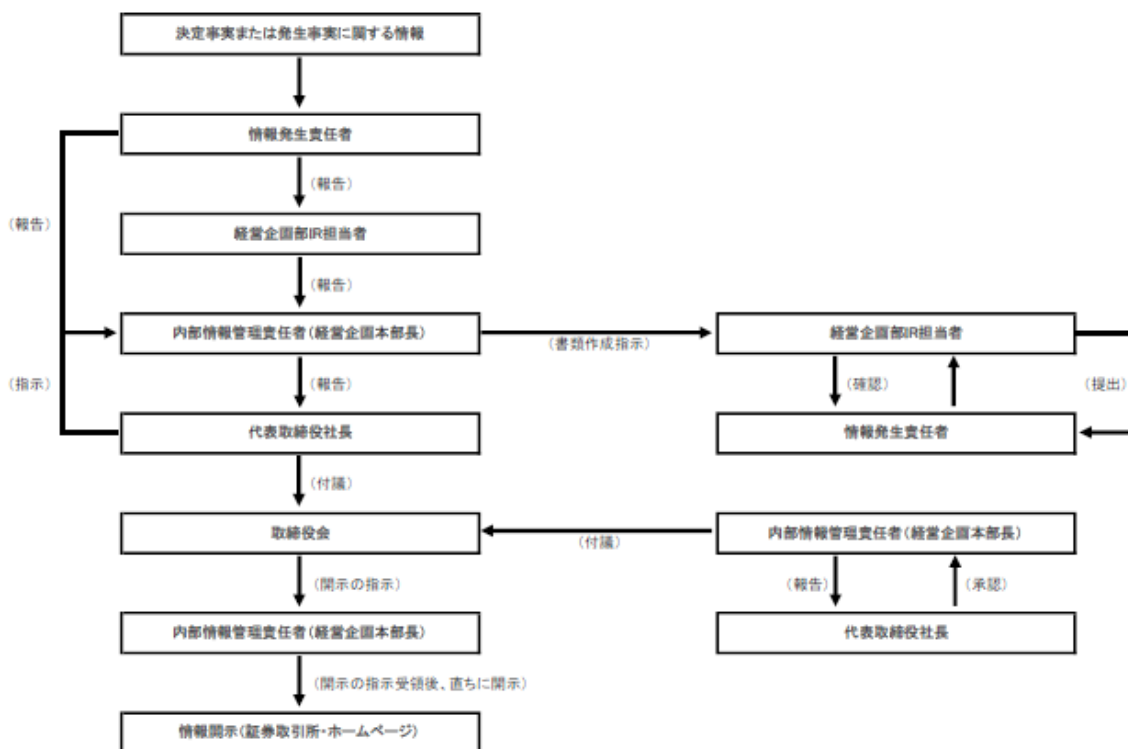 決定事実または発生事実に関する情報
情報発生責任者
(報告)
(報告)
経営企画部IR担当者
(報告)
内部情報管理責任者(経営企画本部長)
(書類作成指示)
経営企画部IR担当者
(指示)
(報告)
(確認)
(提出)
代表取締役社長
情報発生責任者
(付議)
取締役会
(付議)
内部情報管理責任者(経営企画本部長)
(開示の指示)
(報告)
(承認)
内部情報管理責任者(経営企画本部長)
代表取締役社長
(開示の指示受領後、直ちに開示)
情報開示(証券取引所・ホームページ)